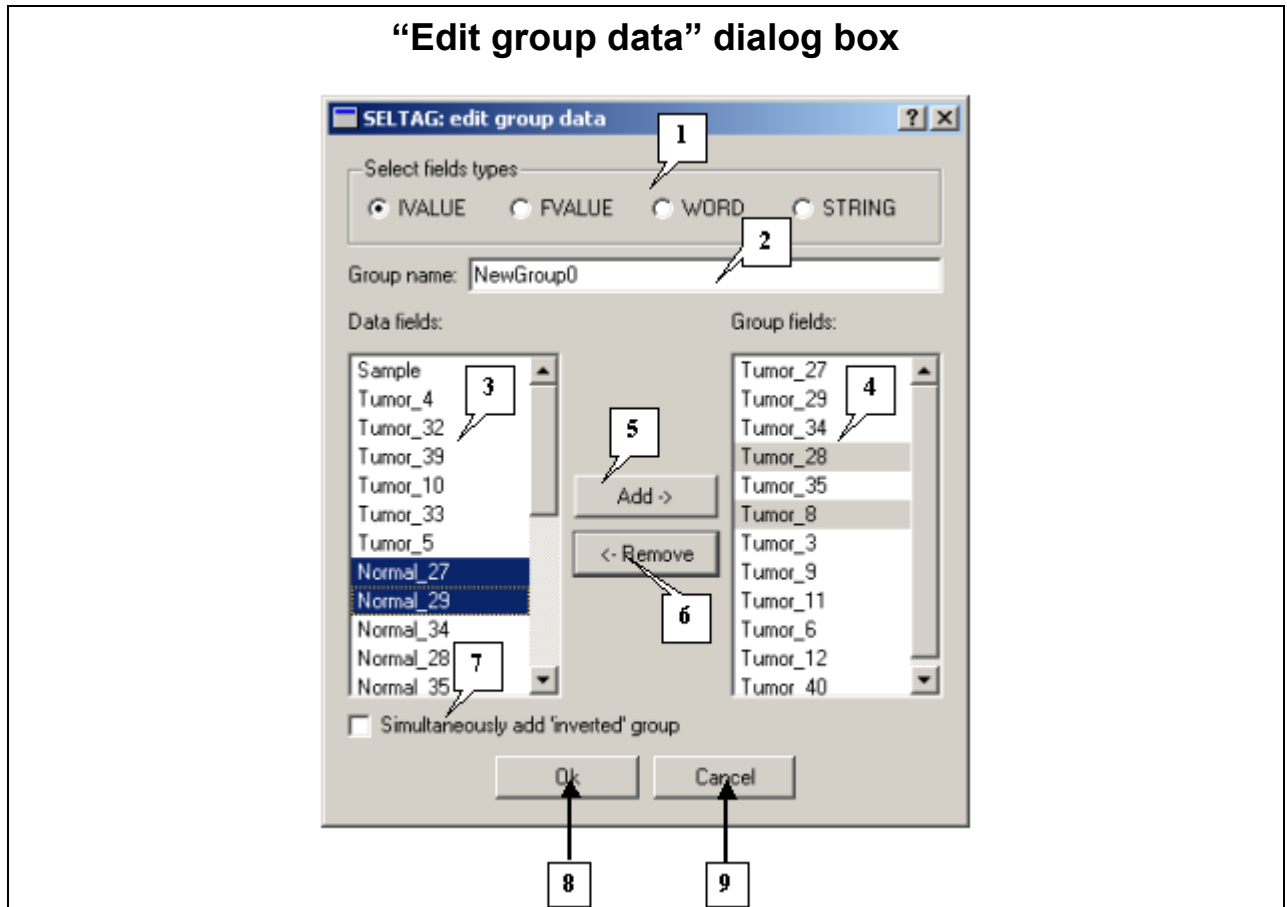 “Edit group data” dialog box
SELTAG: edit group data
1
Select fields types
IVALUE FVALUE WORD STRING
2
Group name: NewGroup0
Data fields:
Group fields:
Sample
Tumor_4
Tumor_32
Tumor_39
Tumor_10
Tumor_33
Tumor_5
Normal_27
Normal_29
Normal_34
Normal_28
Normal_35
3
5
Add ->
<- Remove
6
Tumor_27
Tumor_29
Tumor_34
Tumor_28
Tumor_35
Tumor_8
Tumor_3
Tumor_9
Tumor_11
Tumor_6
Tumor_12
Tumor_40
4
7
Simultaneously add 'inverted' group
Ok Cancel
8 9